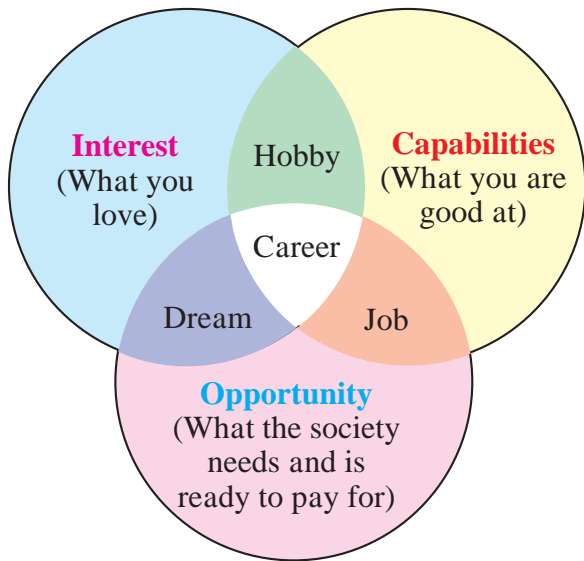 Interest
(What you
love)
Hobby
Capabilities
(What you are
good at)
Career
Dream
Job
Opportunity
(What the society
needs and is
ready to pay for)